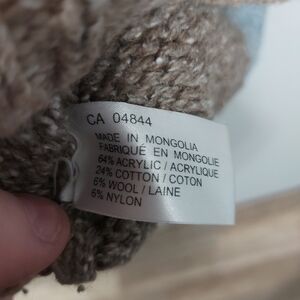 CA 04844
MADE IN MONGOLIA
FABRIQUÉ EN MONGOLIE
64% ACRYLIC / ACRYLIQUE
24% COTTON / COTON
6% WOOL / LAINE
6% NYLON